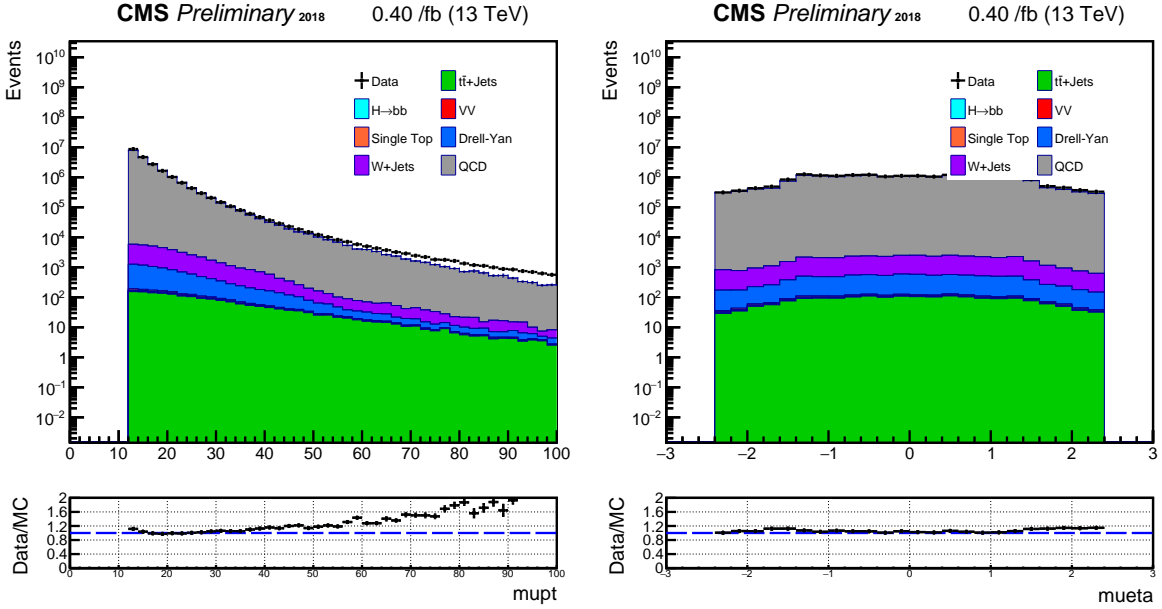 CMS Preliminary 2018 0.40 /fb (13 TeV)
Events
10¹⁰
10⁹
10⁸
10⁷
10⁶
10⁵
10⁴
10³
10²
10
1
10⁻¹
10⁻²
Data tt̄+Jets
H→bb VV
Single Top Drell-Yan
W+Jets QCD
0 10 20 30 40 50 60 70 80 90 100
Data/MC
2
1.6
1.2
0.8
0.4
0
0 10 20 30 40 50 60 70 80 90 100
mupt
CMS Preliminary 2018 0.40 /fb (13 TeV)
Events
10¹⁰
10⁹
10⁸
10⁷
10⁶
10⁵
10⁴
10³
10²
10
1
10⁻¹
10⁻²
Data tt̄+Jets
H→bb VV
Single Top Drell-Yan
W+Jets QCD
−3 −2 −1 0 1 2 3
Data/MC
2
1.6
1.2
0.8
0.4
0
−3 −2 −1 0 1 2 3
mueta